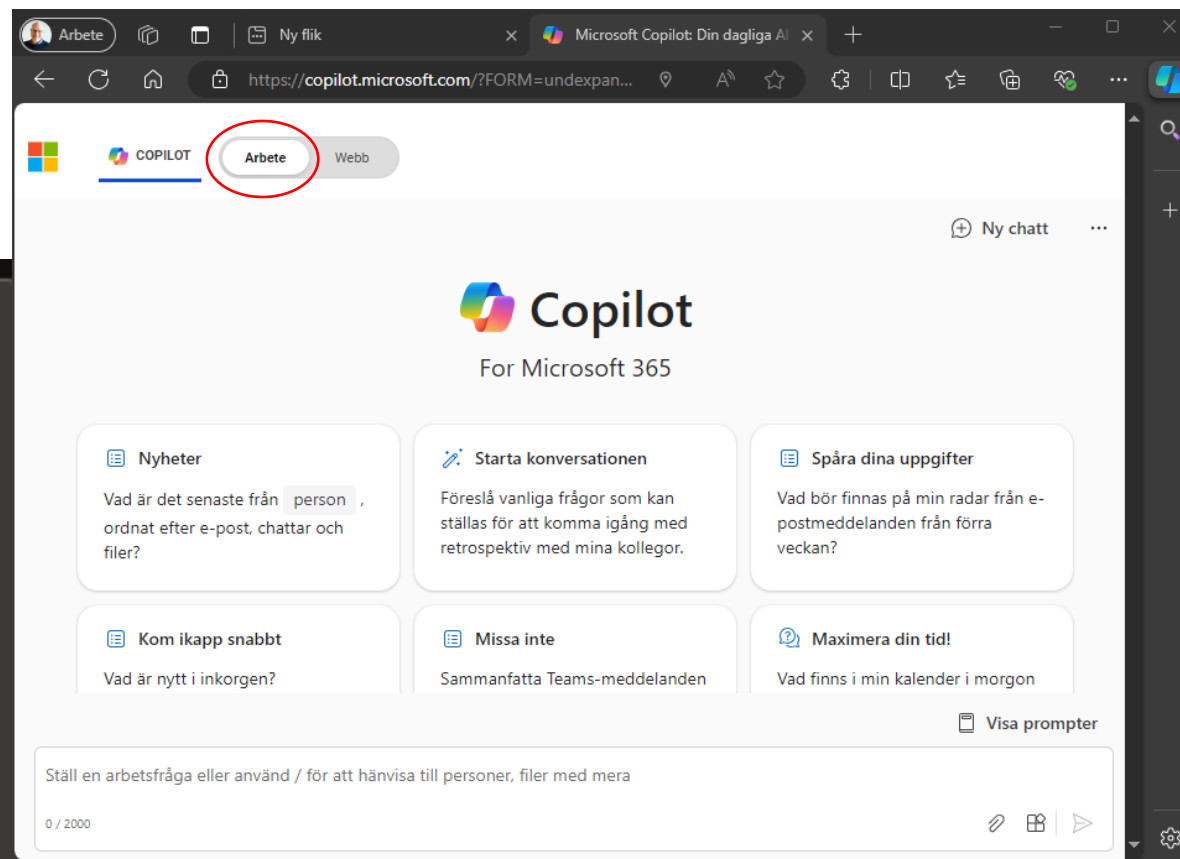 Arbete
Ny flik
Microsoft Copilot: Din dagliga AI
https://copilot.microsoft.com/?FORM=undexpan...
COPILOT
Arbete
Webb
Ny chatt
Copilot
For Microsoft 365
Nyheter
Vad är det senaste från person ,
ordnat efter e-post, chattar och
filer?
Starta konversationen
Föreslå vanliga frågor som kan
ställas för att komma igång med
retrospektiv med mina kollegor.
Spåra dina uppgifter
Vad bör finnas på min radar från e-
postmeddelanden från förra
veckan?
Kom ikapp snabbt
Vad är nytt i inkorgen?
Missa inte
Sammanfatta Teams-meddelanden
Maximera din tid!
Vad finns i min kalender i morgon
Visa prompter
Ställ en arbetsfråga eller använd / för att hänvisa till personer, filer med mera
0 / 2000